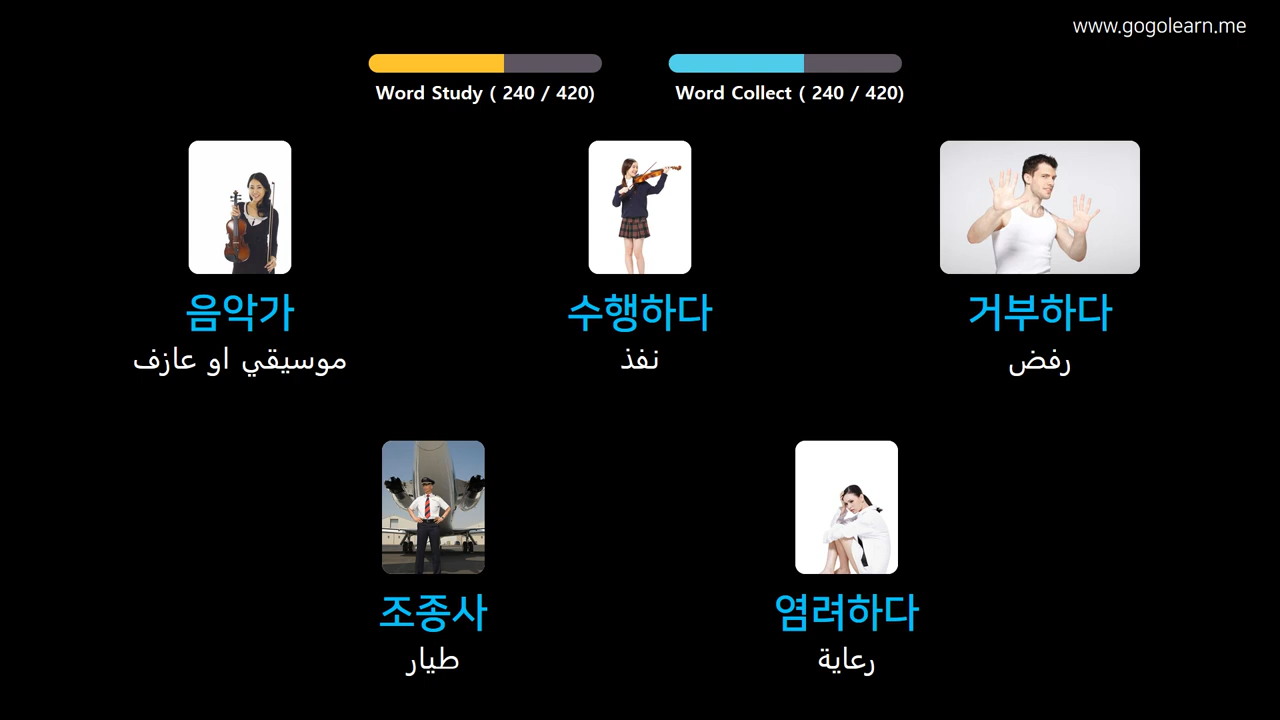 www.gogolearn.me
Word Study ( 240 / 420)
Word Collect ( 240 / 420)
음악가
موسيقي او عازف
수행하다
نفذ
거부하다
رفض
조종사
طيار
염려하다
رعاية